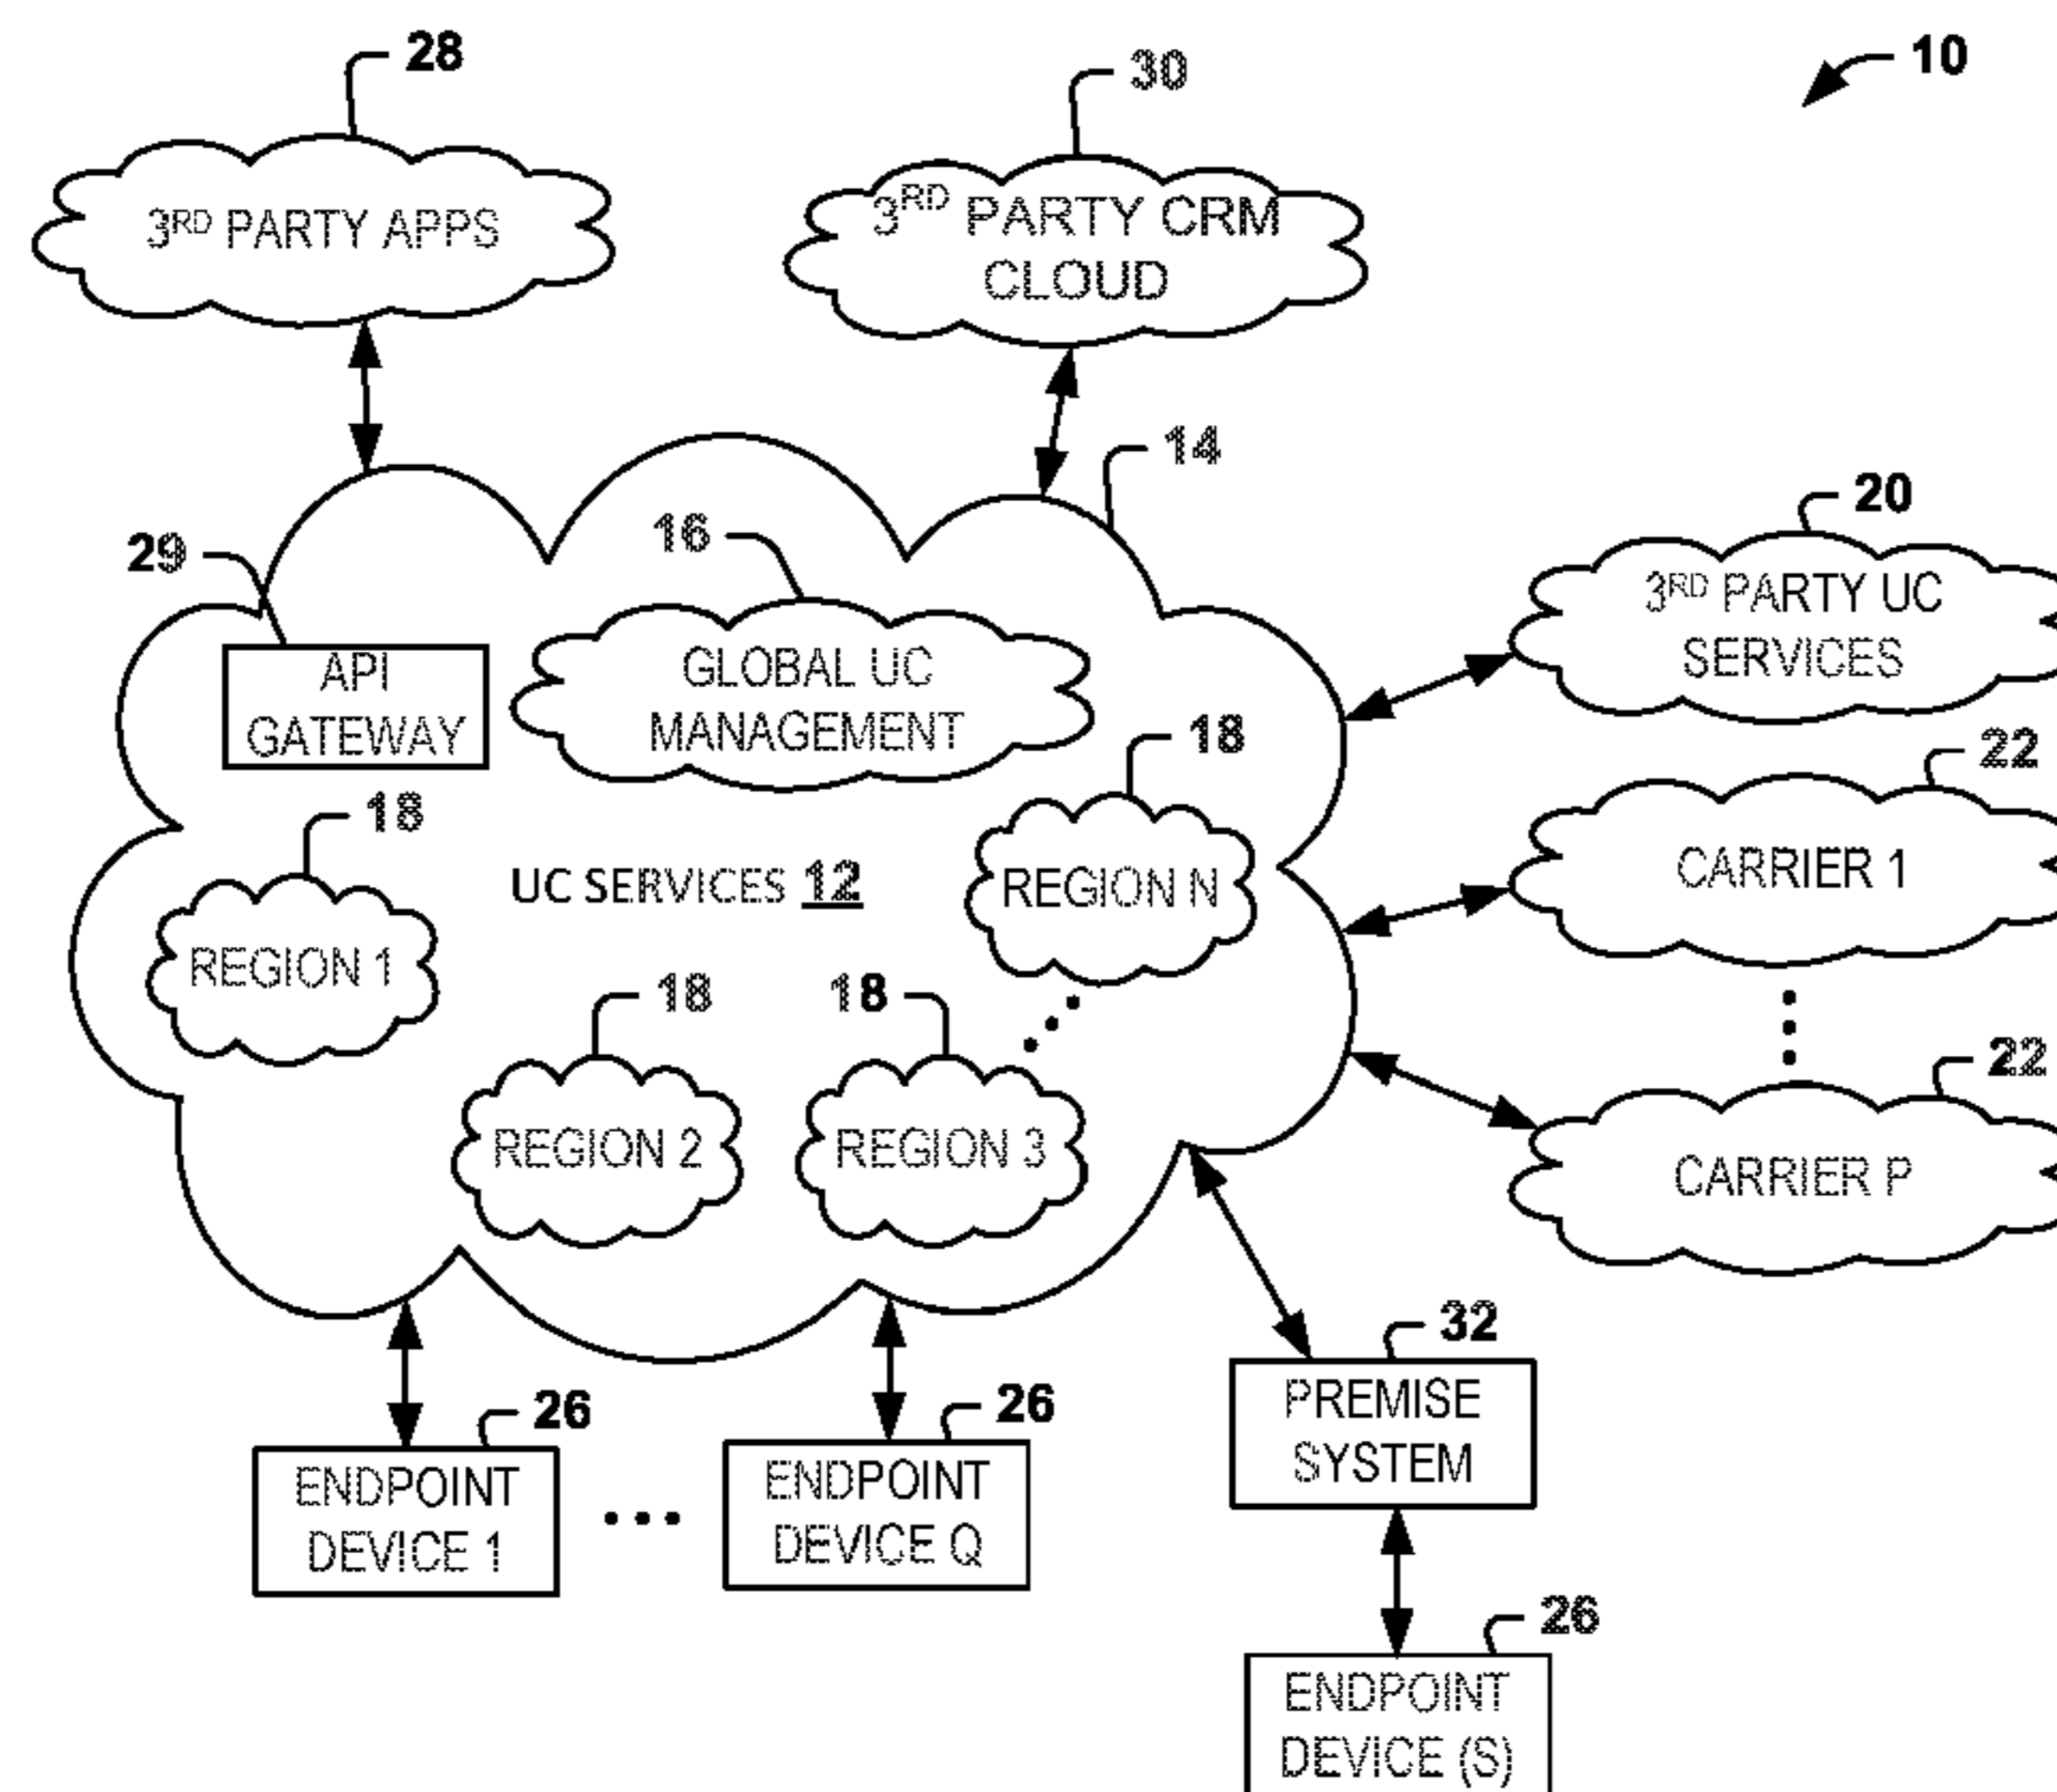 28
30
10
3RD PARTY APPS
3RD PARTY CRM
CLOUD
14
20
29
16
3RD PARTY UC
SERVICES
API
GATEWAY
GLOBAL UC
MANAGEMENT
18
22
18
UC SERVICES 12
REGION N
CARRIER 1
REGION 1
18
18
22
REGION 2
REGION 3
CARRIER P
32
26
26
PREMISE
SYSTEM
ENDPOINT
DEVICE 1
ENDPOINT
DEVICE Q
26
ENDPOINT
DEVICE (S)